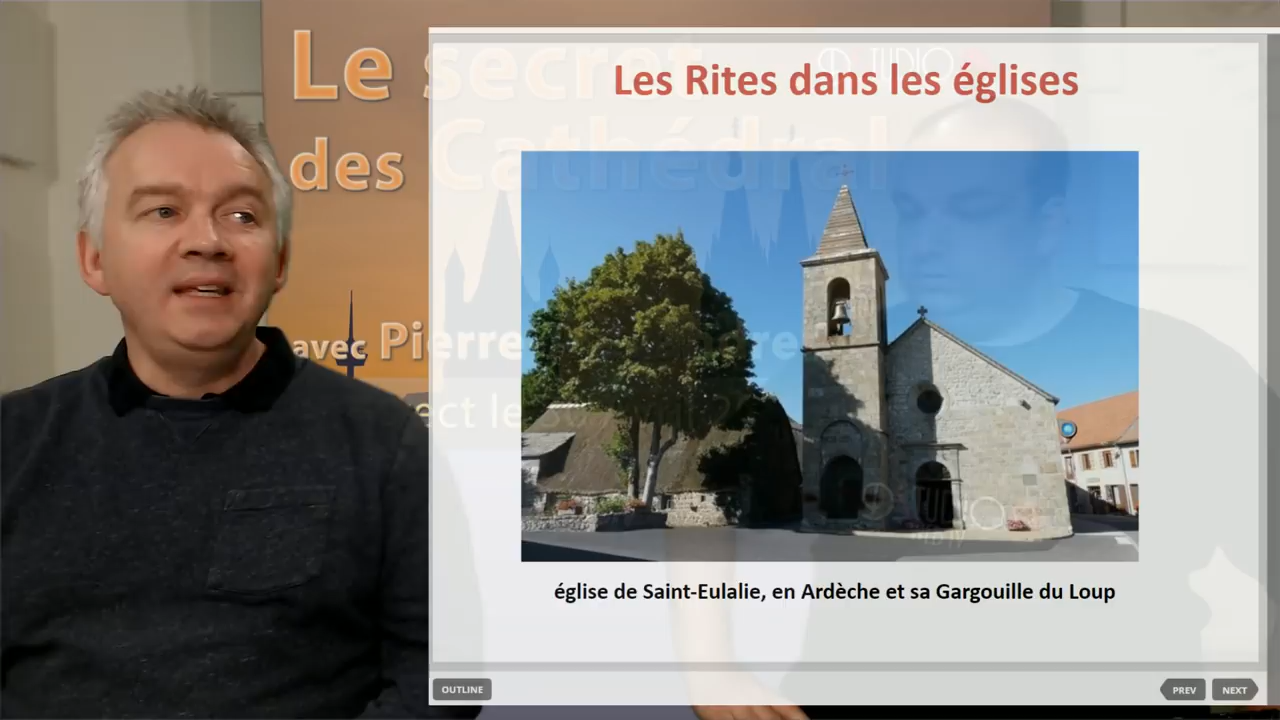 Le secret
des Cathédral
avec Pierre
Les Rites dans les églises
église de Saint-Eulalie, en Ardèche et sa Gargouille du Loup
OUTLINE
PREV
NEXT